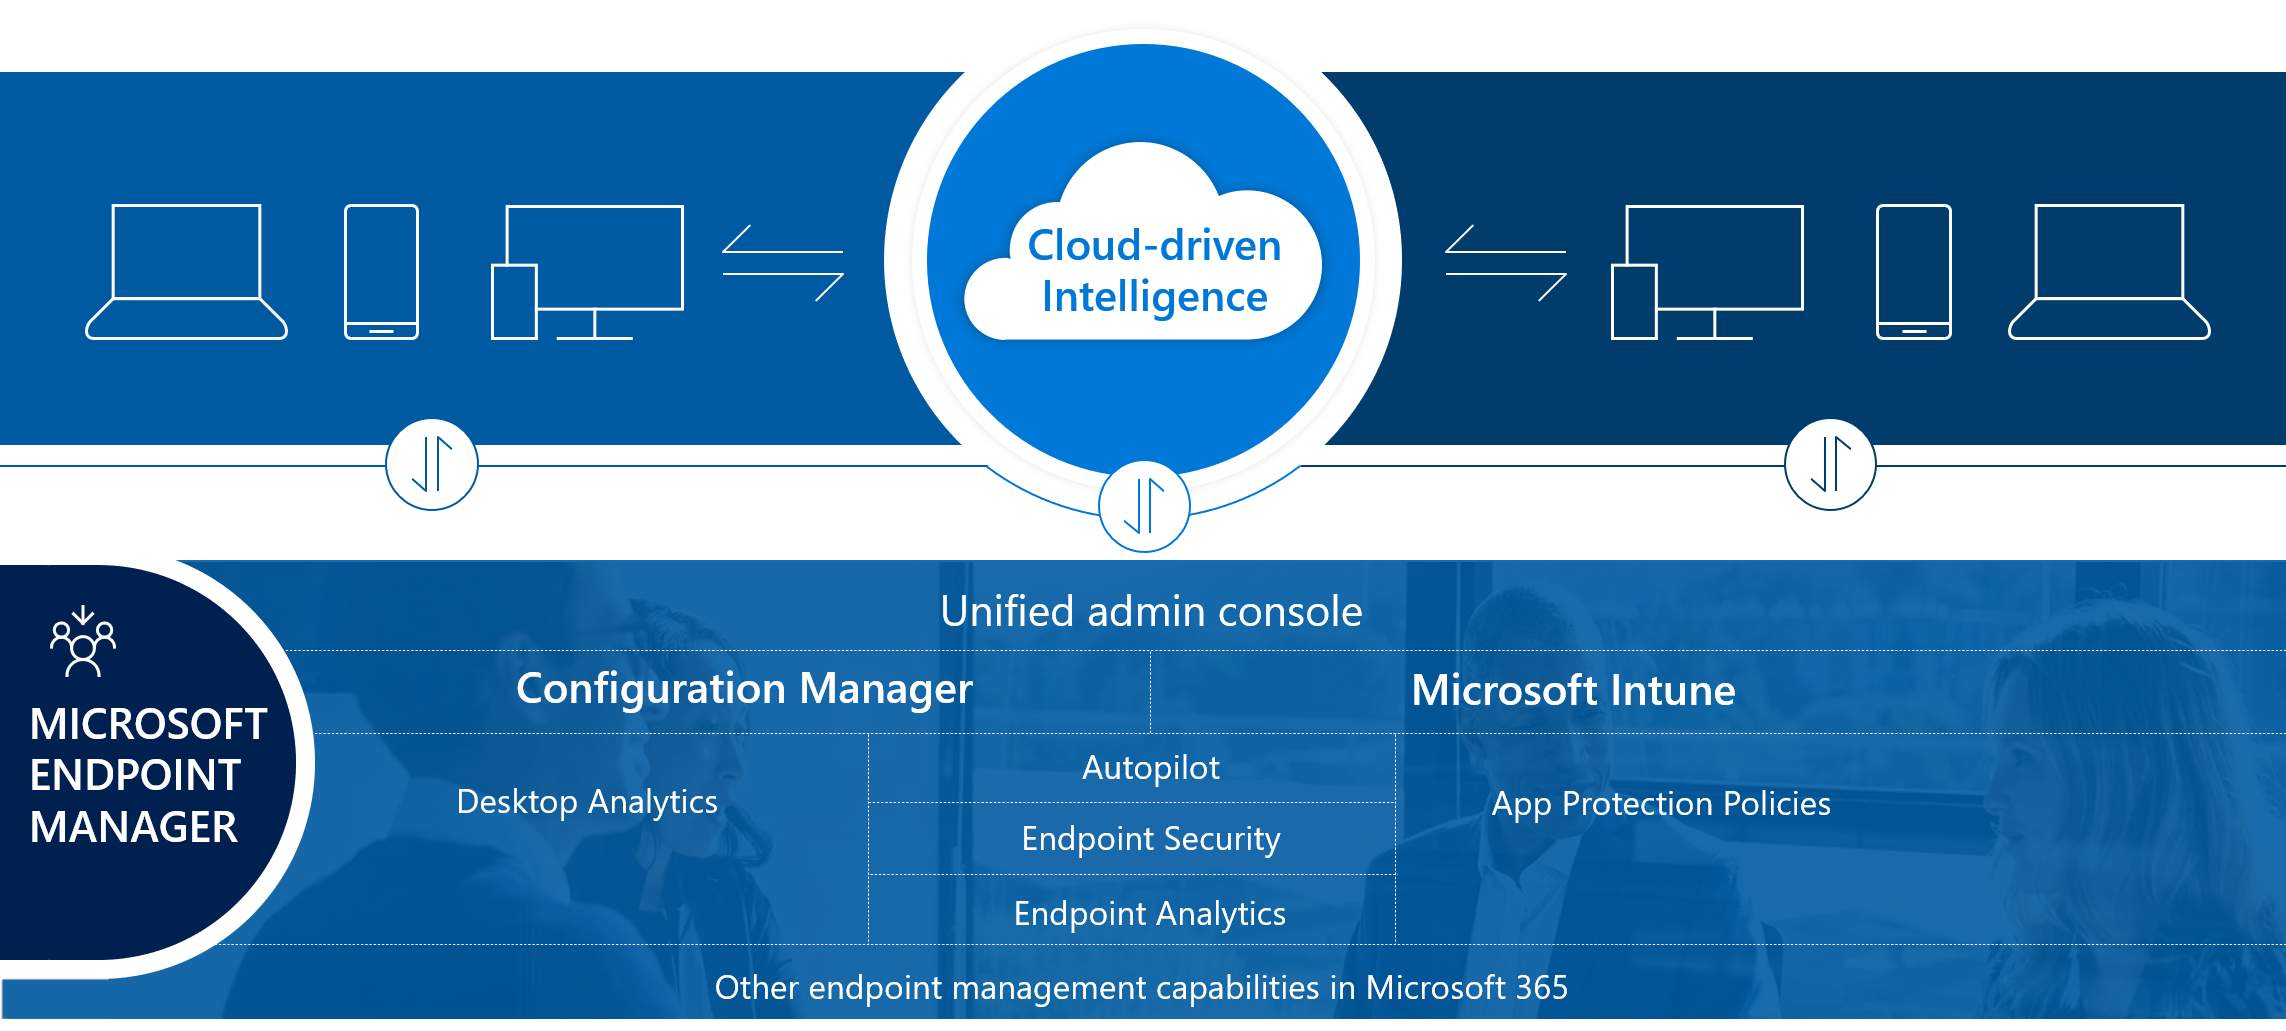 Cloud-driven
Intelligence
MICROSOFT
ENDPOINT
MANAGER
Unified admin console
Configuration Manager
Microsoft Intune
Desktop Analytics
Autopilot
Endpoint Security
Endpoint Analytics
App Protection Policies
Other endpoint management capabilities in Microsoft 365